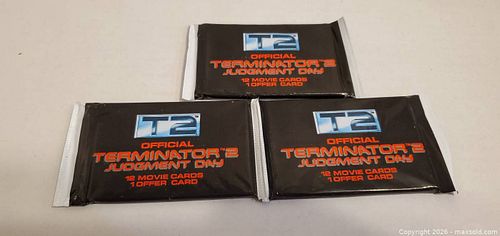 T2
OFFICIAL
TERMINATOR 2
JUDGMENT DAY
12 MOVIE CARDS
1 OFFER CARD
T2
OFFICIAL
TERMINATOR 2
JUDGMENT DAY
12 MOVIE CARDS
1 OFFER CARD
T2
OFFICIAL
TERMINATOR 2
JUDGMENT DAY
12 MOVIE CARDS
1 OFFER CARD
Copyright © 2026 - maxsold.com